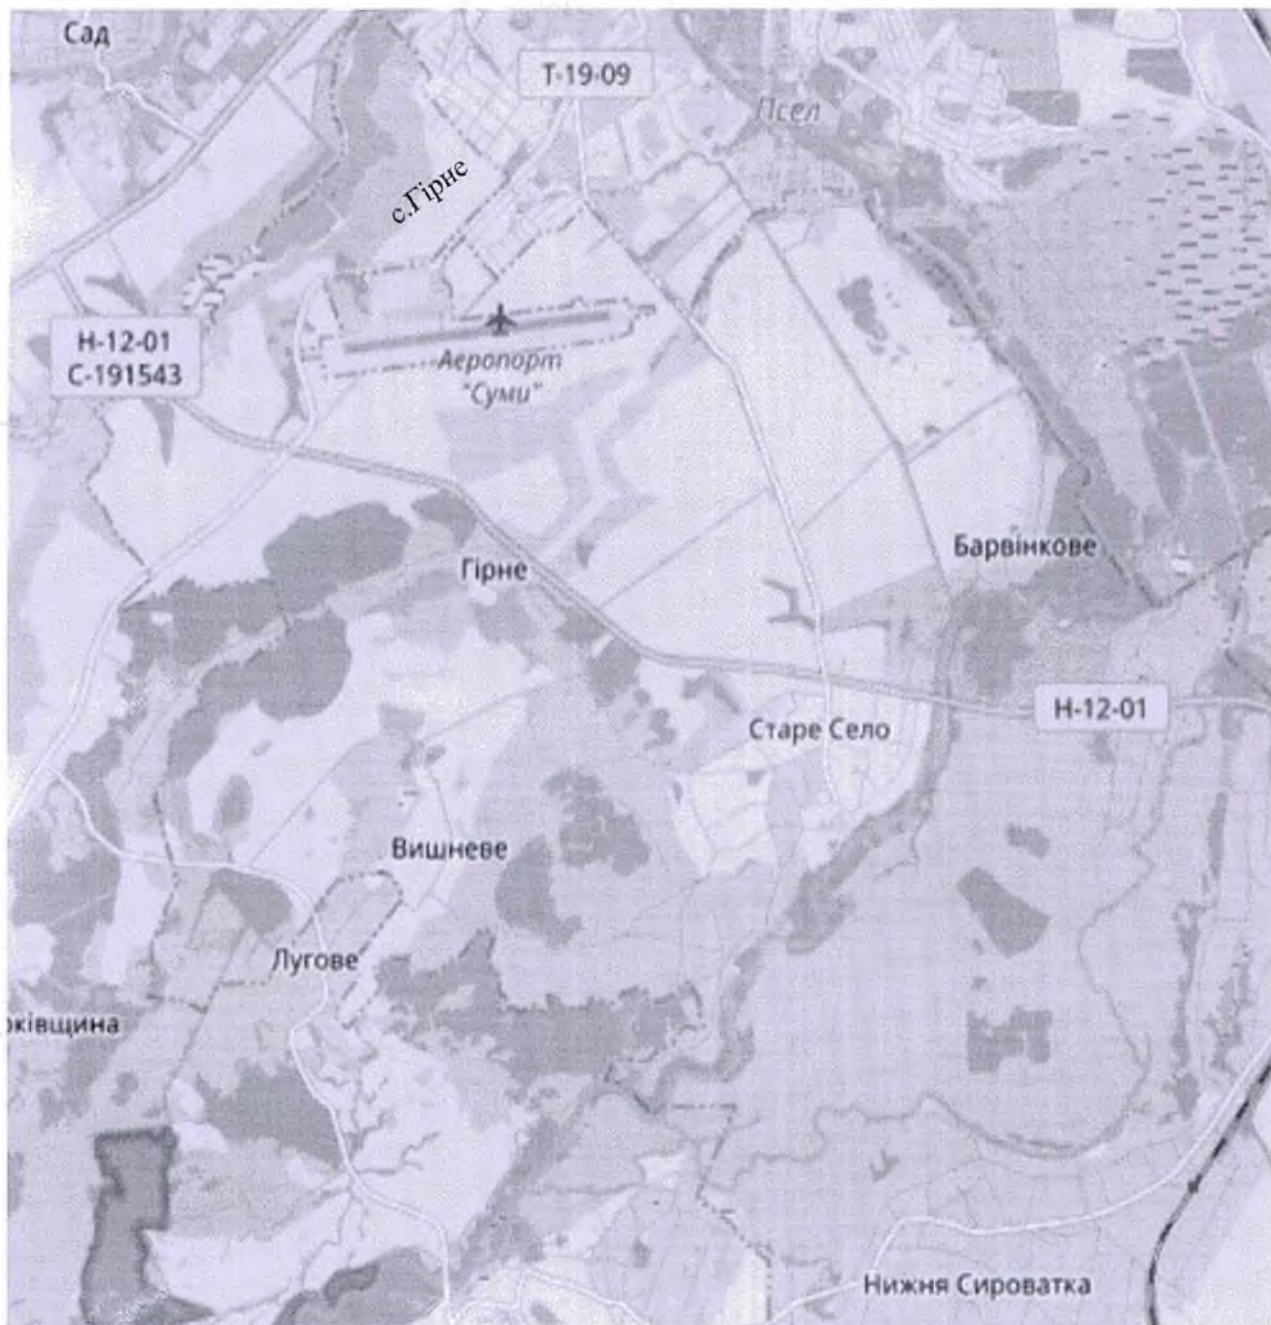 Сад
Т-19-09
Псел
с.Гірне
Н-12-01
С-191543
Аеропорт
"Суми"
Барвінкове
Гірне
Н-12-01
Старе Село
Вишневе
Лугове
оківщина
Нижня Сироватка